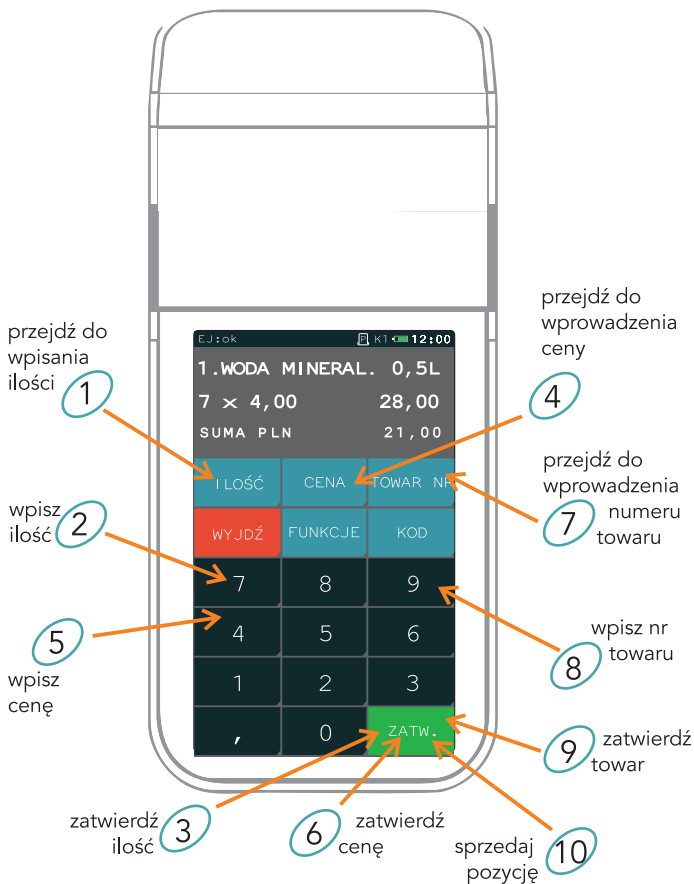 przejdź do
wprowadzenia
ceny
4
przejdź do
wpisania
ilości
1
EJ:ok P K1 12:00
1.WODA MINERAL. 0,5L
7 x 4,00 28,00
SUMA PLN 21,00
ILOŚĆ CENA TOWAR NR
WYJDŹ FUNKCJE KOD
7 8 9
4 5 6
1 2 3
, 0 ZATW.
przejdź do
wprowadzenia
7 numeru
towaru
wpisz
ilość 2
5
wpisz
cenę
wpisz nr
8 towaru
9 zatwierdź
towar
zatwierdź
ilość 3
6 zatwierdź
cenę
sprzedaj
pozycję 10